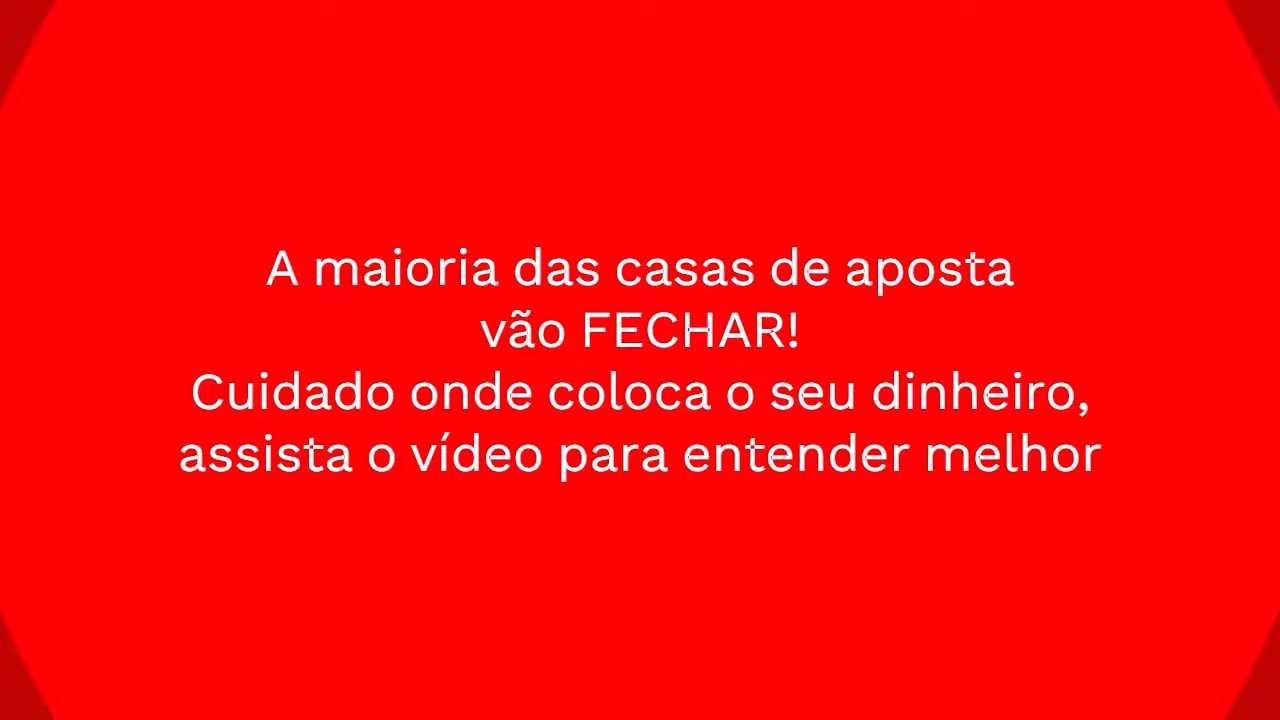 A maioria das casas de aposta
vão FECHAR!
Cuidado onde coloca o seu dinheiro,
assista o vídeo para entender melhor